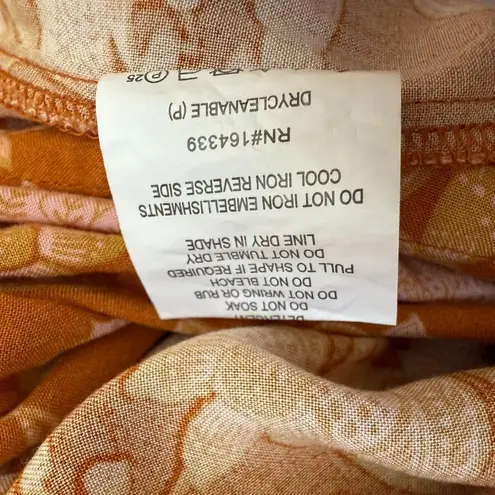 DETERGENT
DO NOT SOAK
DO NOT WRING OR RUB
DO NOT BLEACH
PULL TO SHAPE IF REQUIRED
DO NOT TUMBLE DRY
LINE DRY IN SHADE
DO NOT IRON EMBELLISHMENTS
COOL IRON REVERSE SIDE
RN#164339
DRYCLEANABLE (P)
P 25